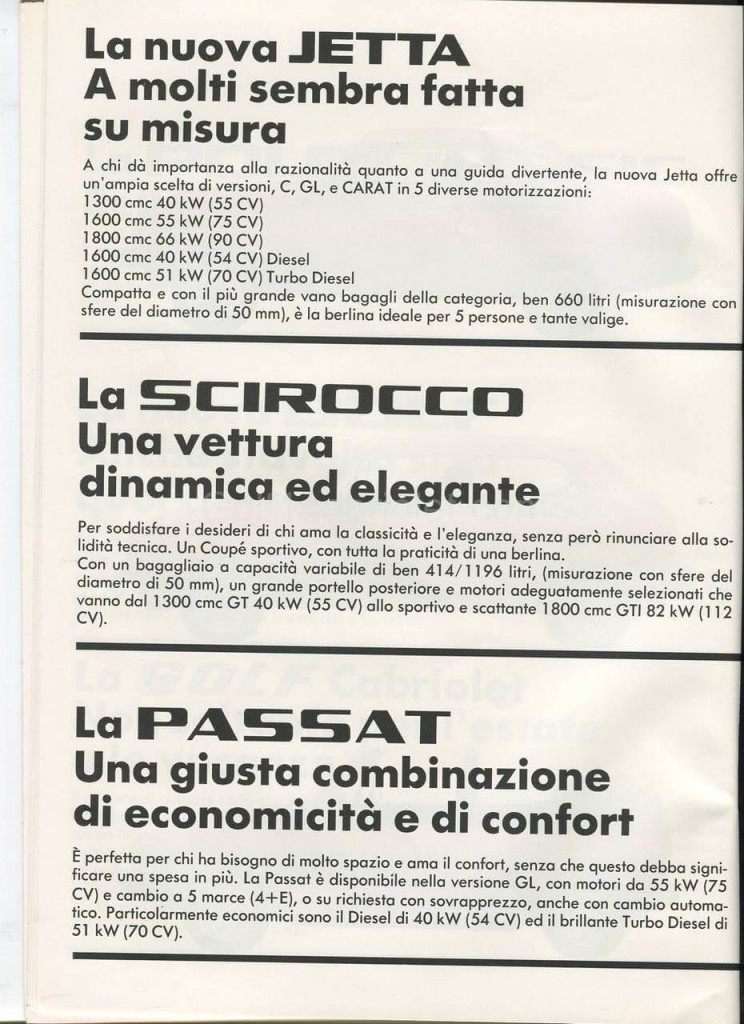 La nuova JETTA
A molti sembra fatta
su misura
A chi dà importanza alla razionalità quanto a una guida divertente, la nuova Jetta offre
un'ampia scelta di versioni, C, GL, e CARAT in 5 diverse motorizzazioni:
1300 cmc 40 kW (55 CV)
1600 cmc 55 kW (75 CV)
1800 cmc 66 kW (90 CV)
1600 cmc 40 kW (54 CV) Diesel
1600 cmc 51 kW (70 CV) Turbo Diesel
Compatta e con il più grande vano bagagli della categoria, ben 660 litri (misurazione con
sfere del diametro di 50 mm), è la berlina ideale per 5 persone e tante valige.
La SCIROCCO
Una vettura
dinamica ed elegante
Per soddisfare i desideri di chi ama la classicità e l'eleganza, senza però rinunciare alla so-
lidità tecnica. Un Coupé sportivo, con tutta la praticità di una berlina.
Con un bagagliaio a capacità variabile di ben 414/1196 litri, (misurazione con sfere del
diametro di 50 mm), un grande portello posteriore e motori adeguatamente selezionati che
vanno dal 1300 cmc GT 40 kW (55 CV) allo sportivo e scattante 1800 cmc GTI 82 kW (112
CV).
La PASSAT
Una giusta combinazione
di economicità e di confort
È perfetta per chi ha bisogno di molto spazio e ama il confort, senza che questo debba signi-
ficare una spesa in più. La Passat è disponibile nella versione GL, con motori da 55 kW (75
CV) e cambio a 5 marce (4+E), o su richiesta con sovrapprezzo, anche con cambio automa-
tico. Particolarmente economici sono il Diesel di 40 kW (54 CV) ed il brillante Turbo Diesel di
51 kW (70 CV).